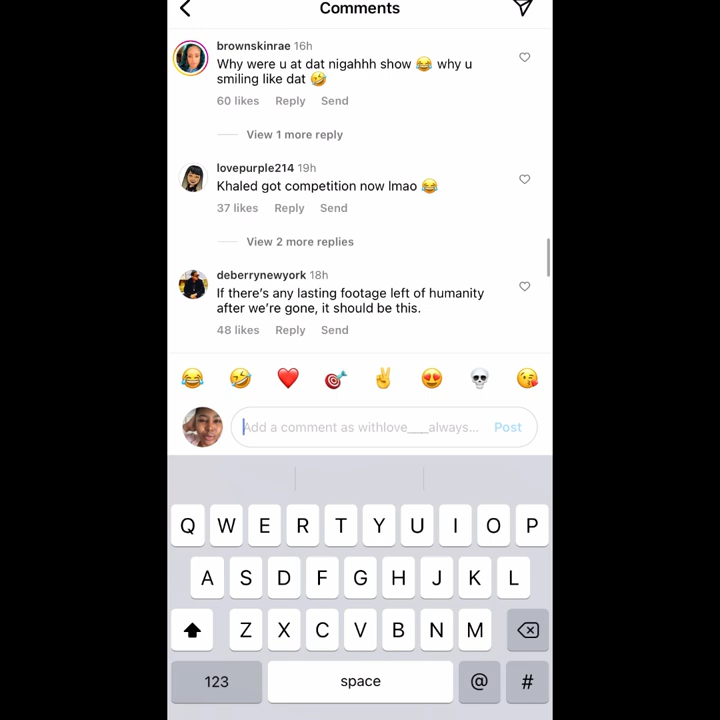 Comments
brownskinrae 16h
Why were u at dat nigahhh show 😂 why u
smiling like dat 🤣
60 likes Reply Send
View 1 more reply
lovepurple214 19h
Khaled got competition now lmao 😂
37 likes Reply Send
View 2 more replies
deberrynewyork 18h
If there's any lasting footage left of humanity
after we're gone, it should be this.
48 likes Reply Send
Add a comment as withlove___always... Post
Q W E R T Y U I O P
A S D F G H J K L
Z X C V B N M
123 space @ #